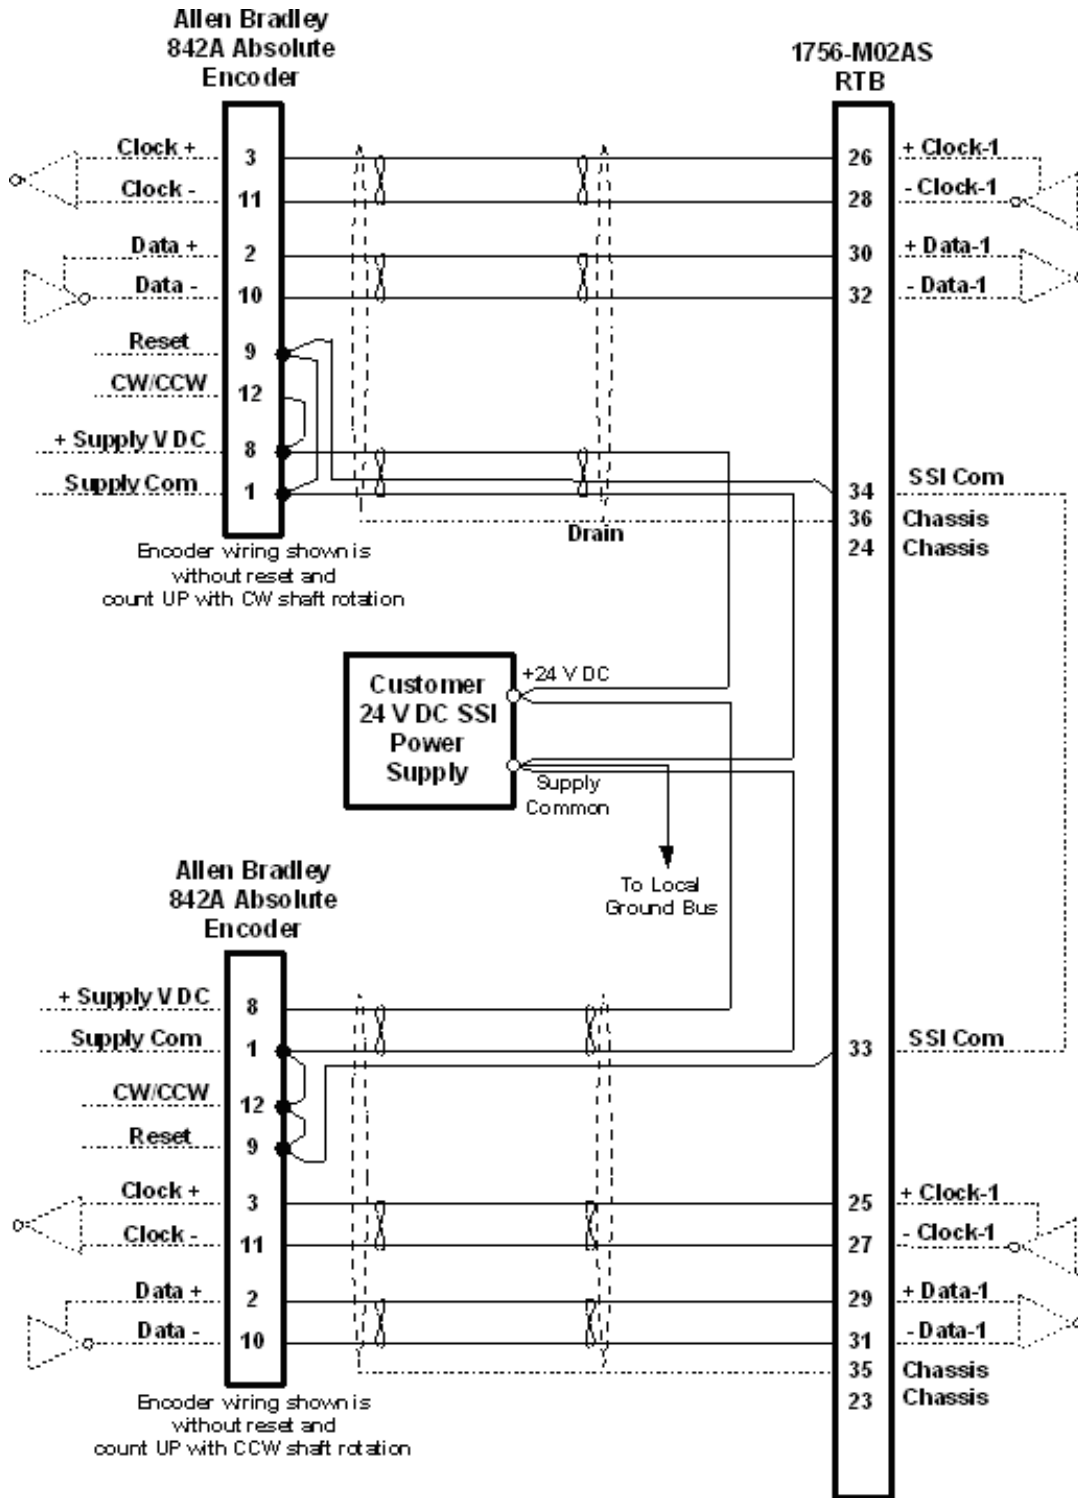 Allen Bradley
842A Absolute
Encoder
1756-M02AS
RTB
Clock +
3
26
+ Clock-1
Clock -
11
28
- Clock-1
Data +
2
30
+ Data-1
Data -
10
32
- Data-1
Reset
9
CW/CCW
12
+ Supply V DC
8
Supply Com
1
34
SSI Com
36
Chassis
Drain
24
Chassis
Encoder wiring shown is
without reset and
count UP with CW shaft rotation
Customer
24 V DC SSI
Power
Supply
+24 V DC
Supply
Common
To Local
Ground Bus
Allen Bradley
842A Absolute
Encoder
+ Supply V DC
8
Supply Com
1
33
SSI Com
CW/CCW
12
Reset
9
Clock +
3
25
+ Clock-1
Clock -
11
27
- Clock-1
Data +
2
29
+ Data-1
Data -
10
31
- Data-1
35
Chassis
23
Chassis
Encoder wiring shown is
without reset and
count UP with CCW shaft rotation